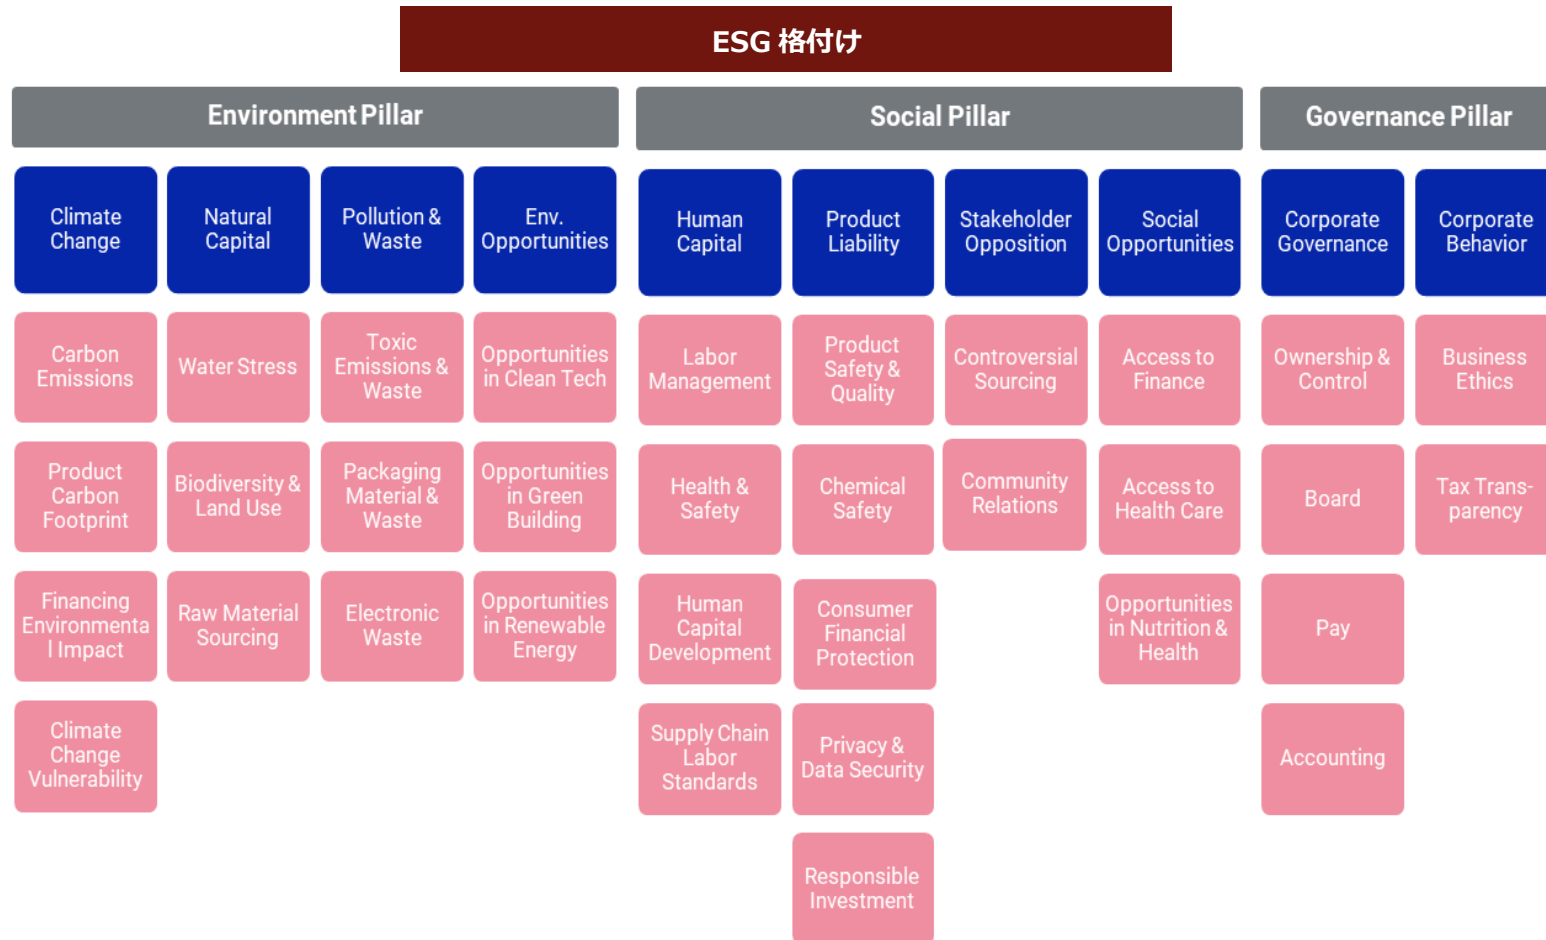 ESG 格付け
Environment Pillar
Social Pillar
Governance Pillar
Climate
Change
Natural
Capital
Pollution &
Waste
Env.
Opportunities
Human
Capital
Product
Liability
Stakeholder
Opposition
Social
Opportunities
Corporate
Governance
Corporate
Behavior
Carbon
Emissions
Water Stress
Toxic
Emissions &
Waste
Opportunities
in Clean Tech
Labor
Management
Product
Safety &
Quality
Controversial
Sourcing
Access to
Finance
Ownership &
Control
Business
Ethics
Product
Carbon
Footprint
Biodiversity &
Land Use
Packaging
Material &
Waste
Opportunities
in Green
Building
Health &
Safety
Chemical
Safety
Community
Relations
Access to
Health Care
Board
Tax Trans-
parency
Financing
Environmenta
l Impact
Raw Material
Sourcing
Electronic
Waste
Opportunities
in Renewable
Energy
Human
Capital
Development
Consumer
Financial
Protection
Opportunities
in Nutrition &
Health
Pay
Climate
Change
Vulnerability
Supply Chain
Labor
Standards
Privacy &
Data Security
Accounting
Responsible
Investment